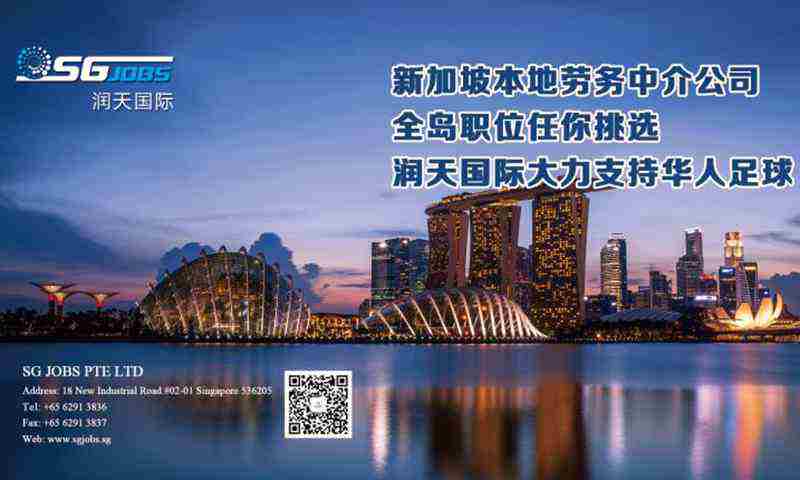 SG JOBS
润天国际
新加坡本地劳务中介公司
全岛职位任你挑选
润天国际大力支持华人足球
SG JOBS PTE LTD
Address: 18 New Industrial Road #02-01 Singapore 536205
Tel: +65 6291 3836
Fax: +65 6291 3837
Web: www.sgjobs.sg